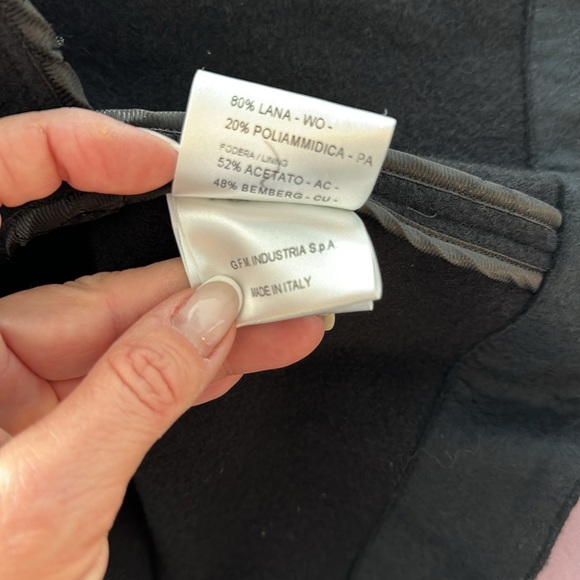 80% LANA - WO -
20% POLIAMMIDICA - PA
FODERA / LINING
52% ACETATO - AC -
48% BEMBERG - CU -
G.F.M. INDUSTRIA S.p.A.
MADE IN ITALY